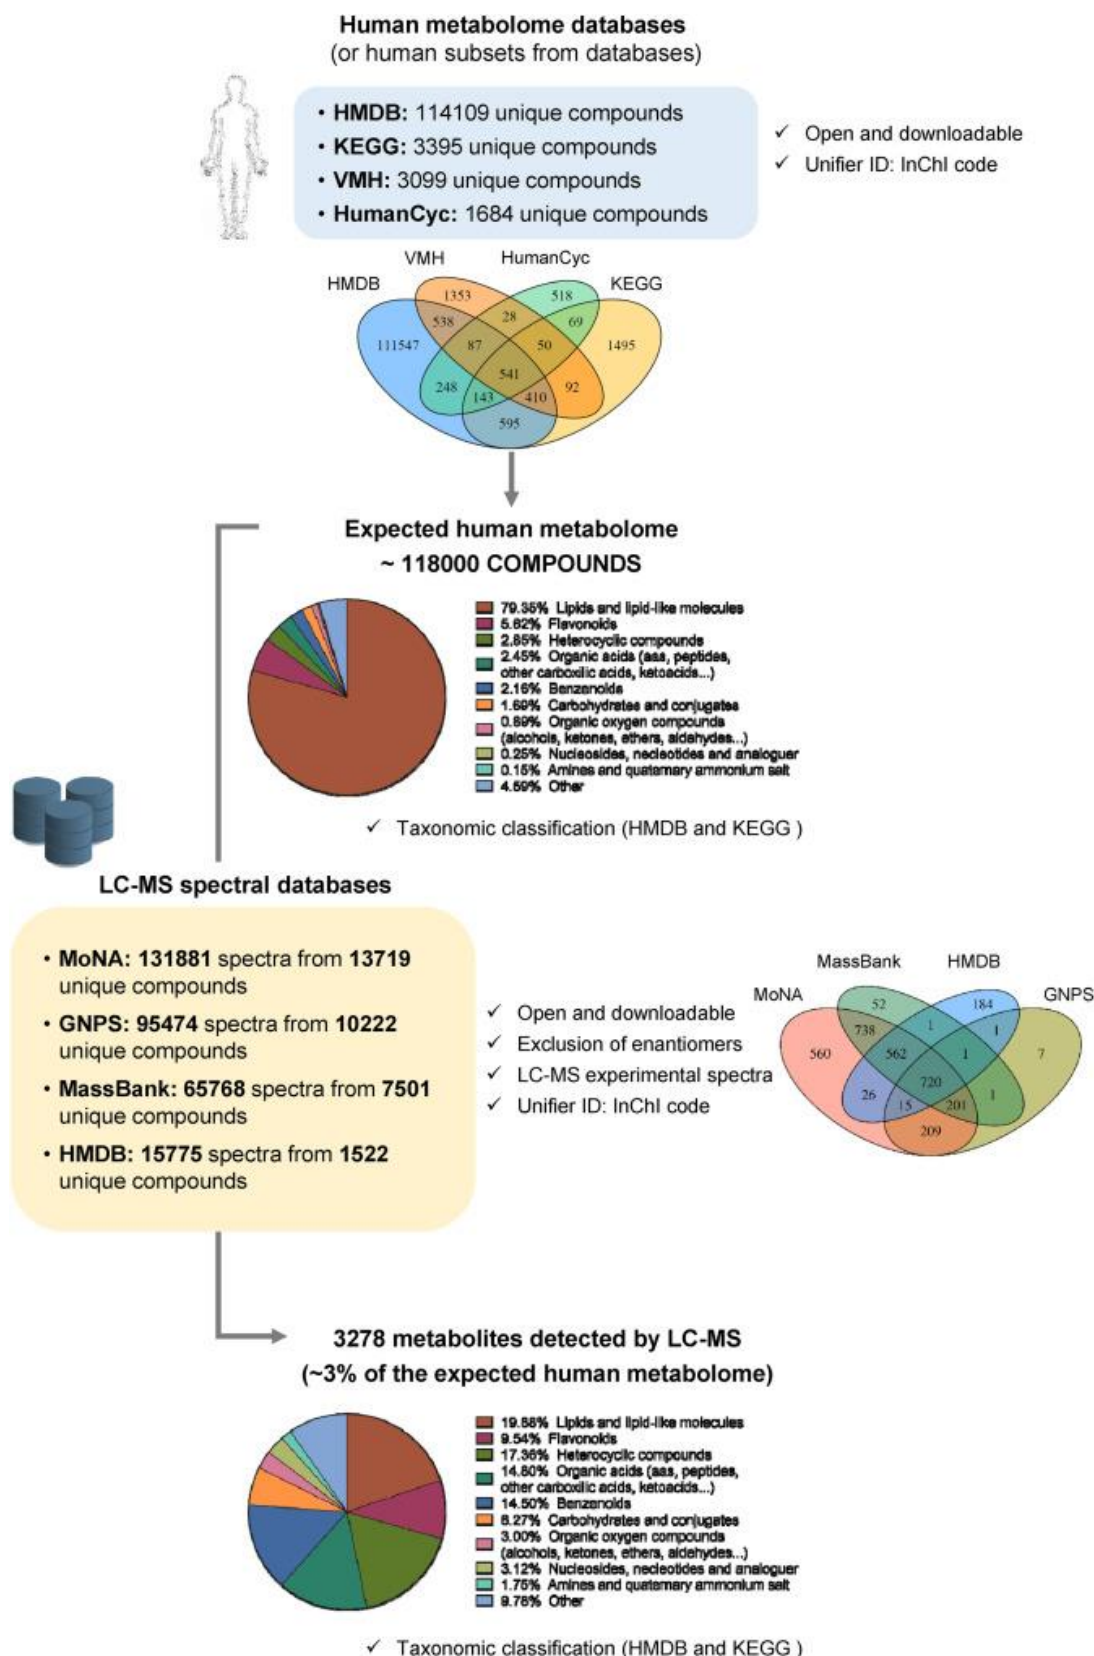 Human metabolome databases
(or human subsets from databases)
• HMDB: 114109 unique compounds
• KEGG: 3395 unique compounds
• VMH: 3099 unique compounds
• HumanCyc: 1684 unique compounds
✓ Open and downloadable
✓ Unifier ID: InChI code
VMH HumanCyc
HMDB KEGG
1353 518
538 28 69
111547 87 50 1495
541
248 143 410 92
595
Expected human metabolome
~ 118000 COMPOUNDS
79.35% Lipids and lipid-like molecules
5.62% Flavonoids
2.85% Heterocyclic compounds
2.45% Organic acids (aas, peptides,
other carboxilic acids, ketoacids...)
2.16% Benzenoids
1.69% Carbohydrates and conjugates
0.89% Organic oxygen compounds
(alcohols, ketones, ethers, aldehydes...)
0.25% Nucleosides, necleotides and analoguer
0.15% Amines and quaternary ammonium salt
4.59% Other
✓ Taxonomic classification (HMDB and KEGG )
LC-MS spectral databases
• MoNA: 131881 spectra from 13719
unique compounds
• GNPS: 95474 spectra from 10222
unique compounds
• MassBank: 65768 spectra from 7501
unique compounds
• HMDB: 15775 spectra from 1522
unique compounds
✓ Open and downloadable
✓ Exclusion of enantiomers
✓ LC-MS experimental spectra
✓ Unifier ID: InChI code
MassBank HMDB
MoNA GNPS
52 184
738 1 1
560 562 1 7
720
26 15 201 1
209
3278 metabolites detected by LC-MS
(~3% of the expected human metabolome)
19.88% Lipids and lipid-like molecules
9.54% Flavonoids
17.36% Heterocyclic compounds
14.80% Organic acids (aas, peptides,
other carboxilic acids, ketoacids...)
14.50% Benzenoids
6.27% Carbohydrates and conjugates
3.00% Organic oxygen compounds
(alcohols, ketones, ethers, aldehydes...)
3.12% Nucleosides, necleotides and analoguer
1.75% Amines and quaternary ammonium salt
9.78% Other
✓ Taxonomic classification (HMDB and KEGG )